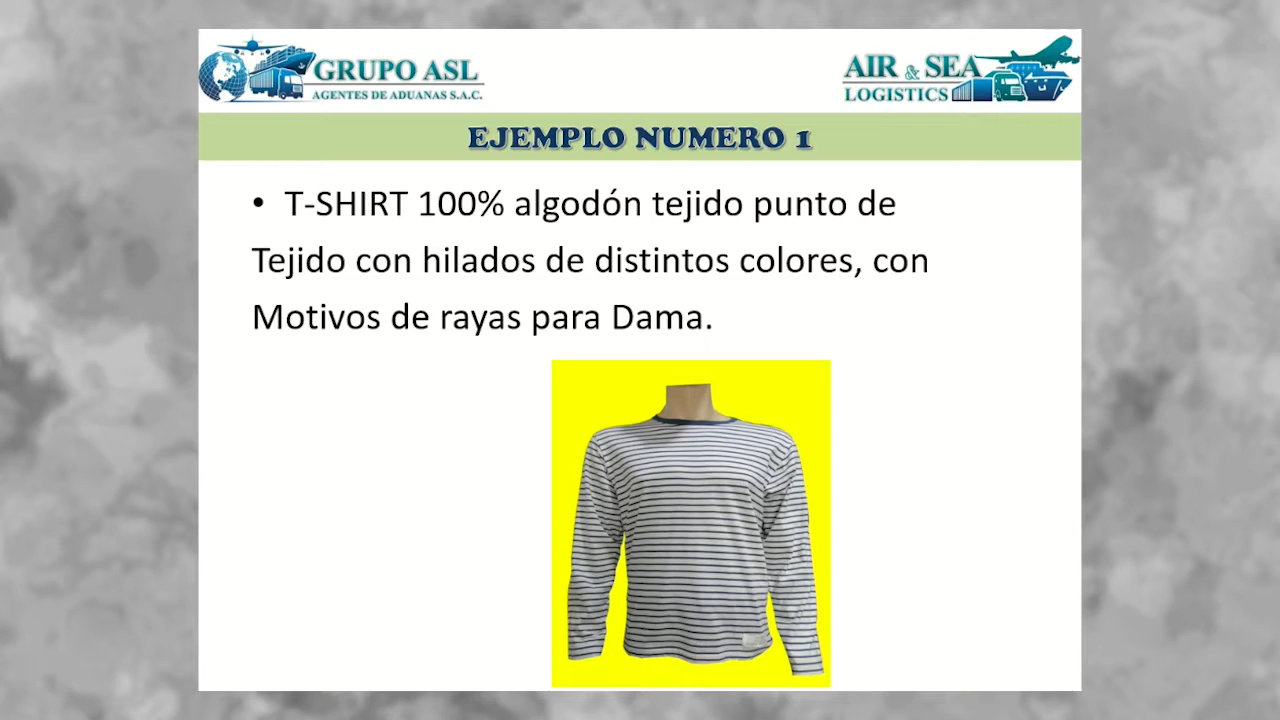 GRUPO ASL
AGENTES DE ADUANAS S.A.C.
AIR & SEA
LOGISTICS
EJEMPLO NUMERO 1
• T-SHIRT 100% algodón tejido punto de
Tejido con hilados de distintos colores, con
Motivos de rayas para Dama.